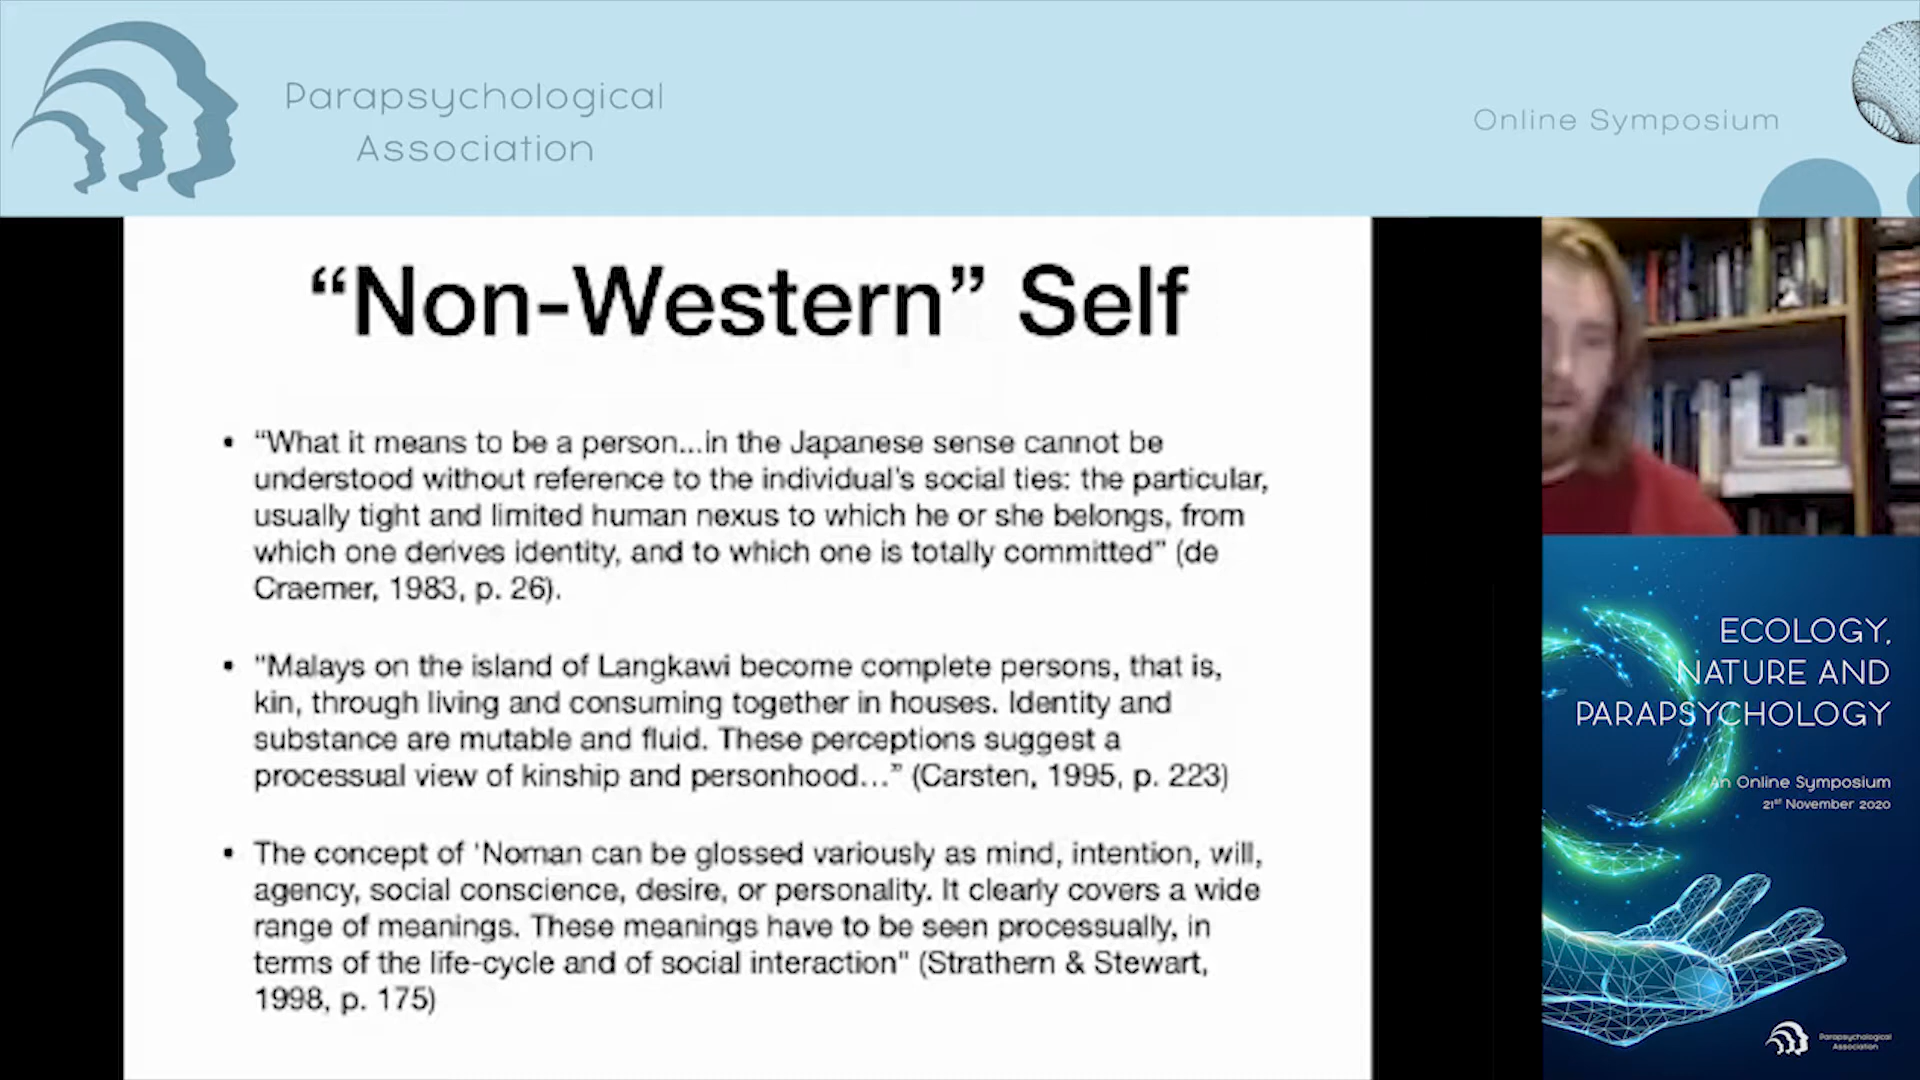 Parapsychological
Association
Online Symposium
“Non-Western” Self
• “What it means to be a person...in the Japanese sense cannot be
understood without reference to the individual's social ties: the particular,
usually tight and limited human nexus to which he or she belongs, from
which one derives identity, and to which one is totally committed” (de
Craemer, 1983, p. 26).
• "Malays on the island of Langkawi become complete persons, that is,
kin, through living and consuming together in houses. Identity and
substance are mutable and fluid. These perceptions suggest a
processual view of kinship and personhood...” (Carsten, 1995, p. 223)
• The concept of 'Noman can be glossed variously as mind, intention, will,
agency, social conscience, desire, or personality. It clearly covers a wide
range of meanings. These meanings have to be seen processually, in
terms of the life-cycle and of social interaction" (Strathern & Stewart,
1998, p. 175)
ECOLOGY,
NATURE AND
PARAPSYCHOLOGY
An Online Symposium
21st November 2020
Parapsychological
Association